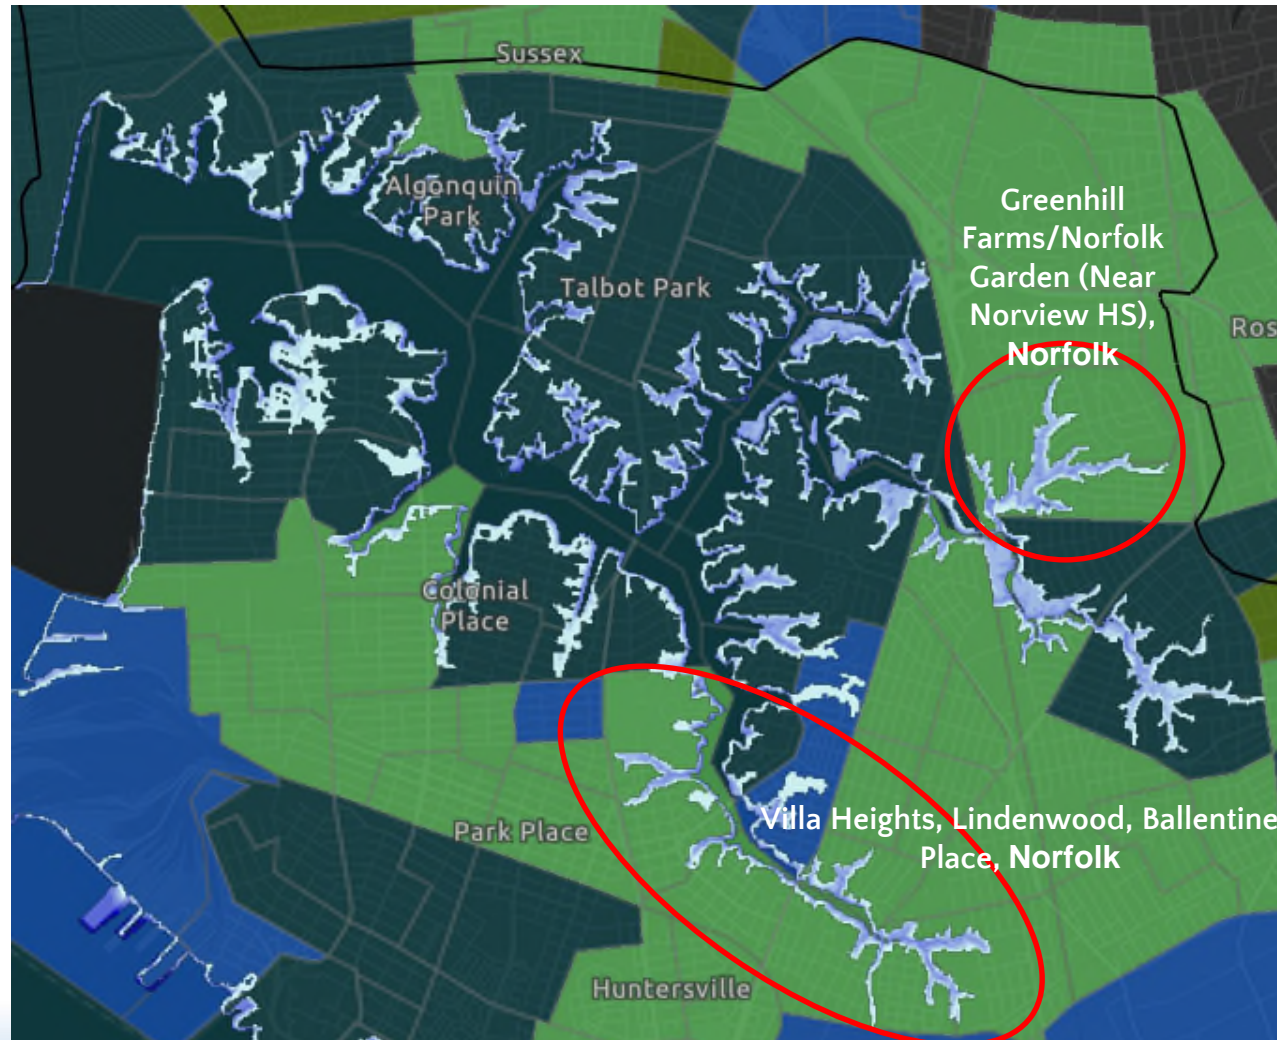 Sussex
Algonquin
Park
Greenhill
Farms/Norfolk
Garden (Near
Norview HS),
Norfolk
Talbot Park
Ros
Colonial
Place
Villa Heights, Lindenwood, Ballentine
Place, Norfolk
Park Place
Huntersville